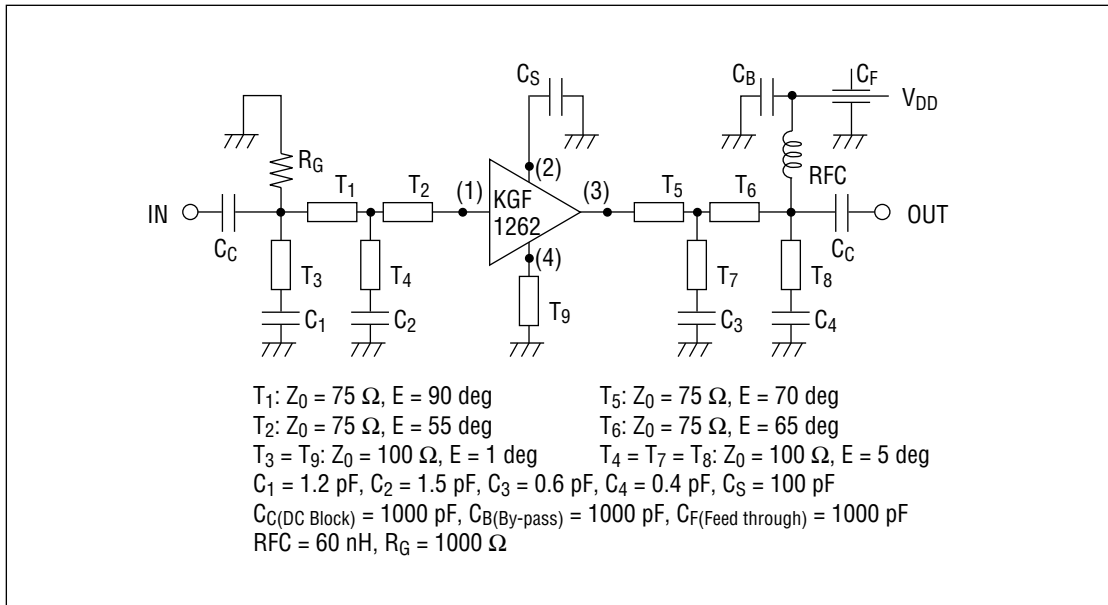 C_S
C_B
C_F
V_DD
R_G
(2)
RFC
T_1
T_2
(1)
KGF
1262
(3)
T_5
T_6
IN
OUT
C_C
C_C
(4)
T_3
T_4
T_7
T_8
T_9
C_1
C_2
C_3
C_4
T_1: Z_0 = 75 Ω, E = 90 deg
T_5: Z_0 = 75 Ω, E = 70 deg
T_2: Z_0 = 75 Ω, E = 55 deg
T_6: Z_0 = 75 Ω, E = 65 deg
T_3 = T_9: Z_0 = 100 Ω, E = 1 deg
T_4 = T_7 = T_8: Z_0 = 100 Ω, E = 5 deg
C_1 = 1.2 pF, C_2 = 1.5 pF, C_3 = 0.6 pF, C_4 = 0.4 pF, C_S = 100 pF
C_C(DC Block) = 1000 pF, C_B(By-pass) = 1000 pF, C_F(Feed through) = 1000 pF
RFC = 60 nH, R_G = 1000 Ω